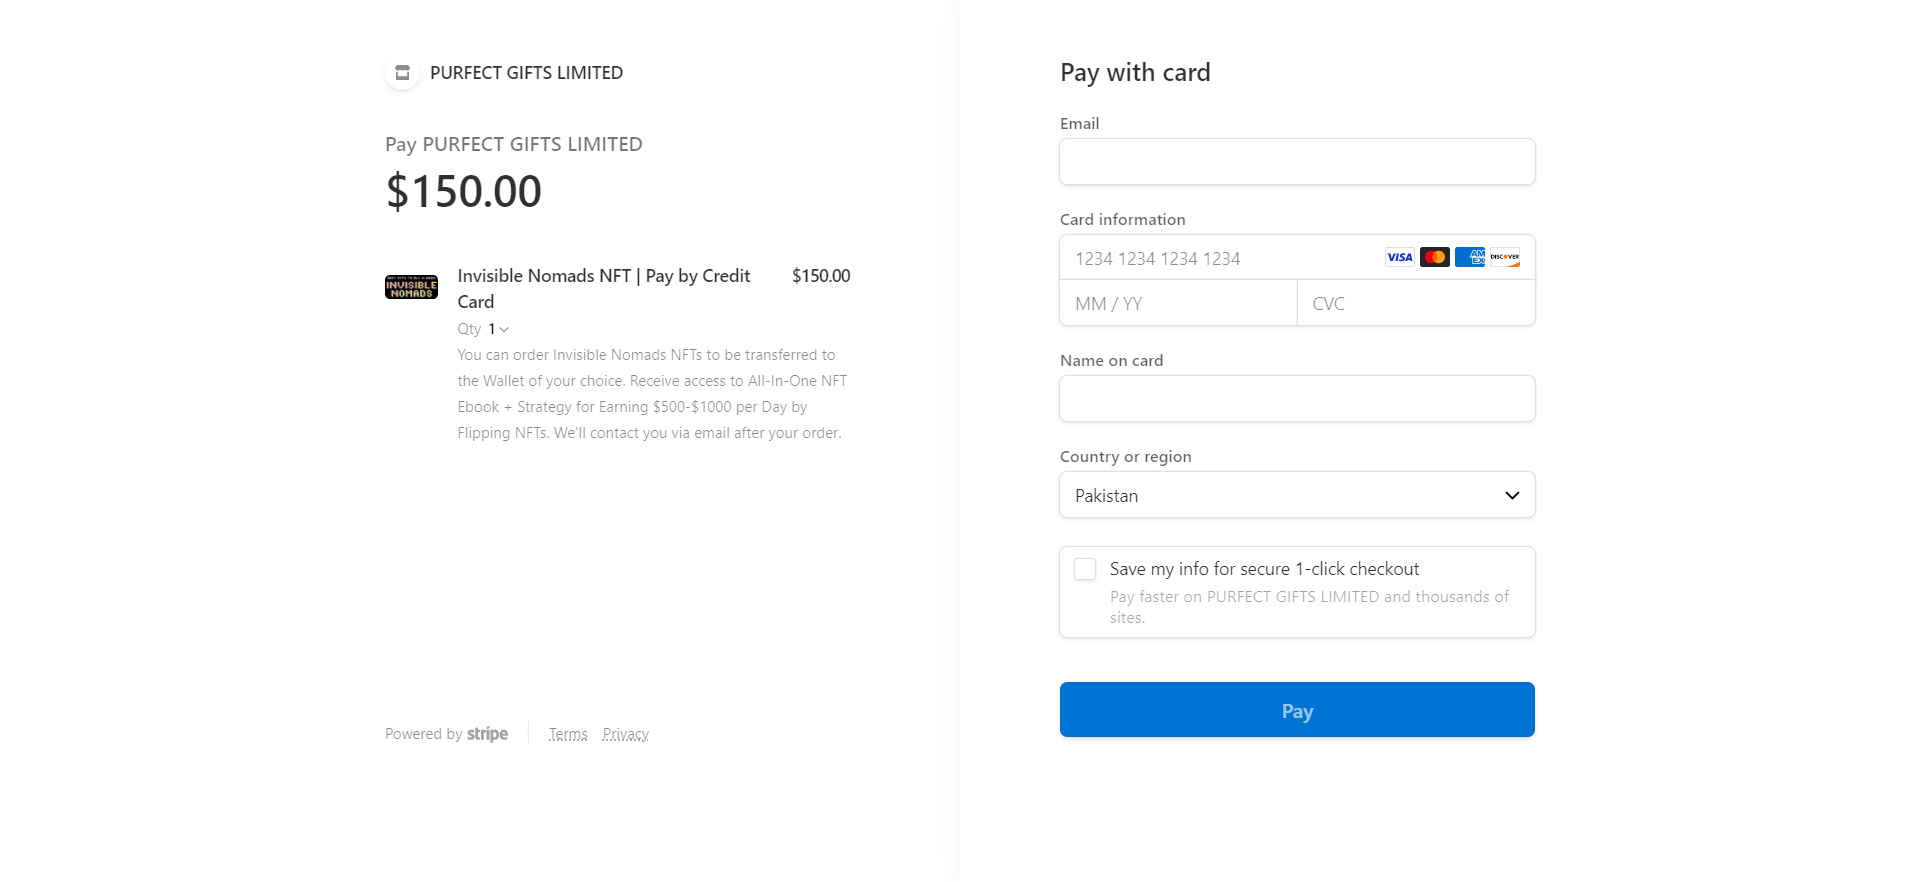 PURFECT GIFTS LIMITED
Pay PURFECT GIFTS LIMITED
$150.00
INVISIBLE
NOMADS
Invisible Nomads NFT | Pay by Credit $150.00
Card
Qty 1
You can order Invisible Nomads NFTs to be transferred to
the Wallet of your choice. Receive access to All-In-One NFT
Ebook + Strategy for Earning $500-$1000 per Day by
Flipping NFTs. We'll contact you via email after your order.
Powered by stripe Terms Privacy
Pay with card
Email
Card information
1234 1234 1234 1234 VISA AMEX DISCOVER
MM / YY CVC
Name on card
Country or region
Pakistan
Save my info for secure 1-click checkout
Pay faster on PURFECT GIFTS LIMITED and thousands of
sites.
Pay